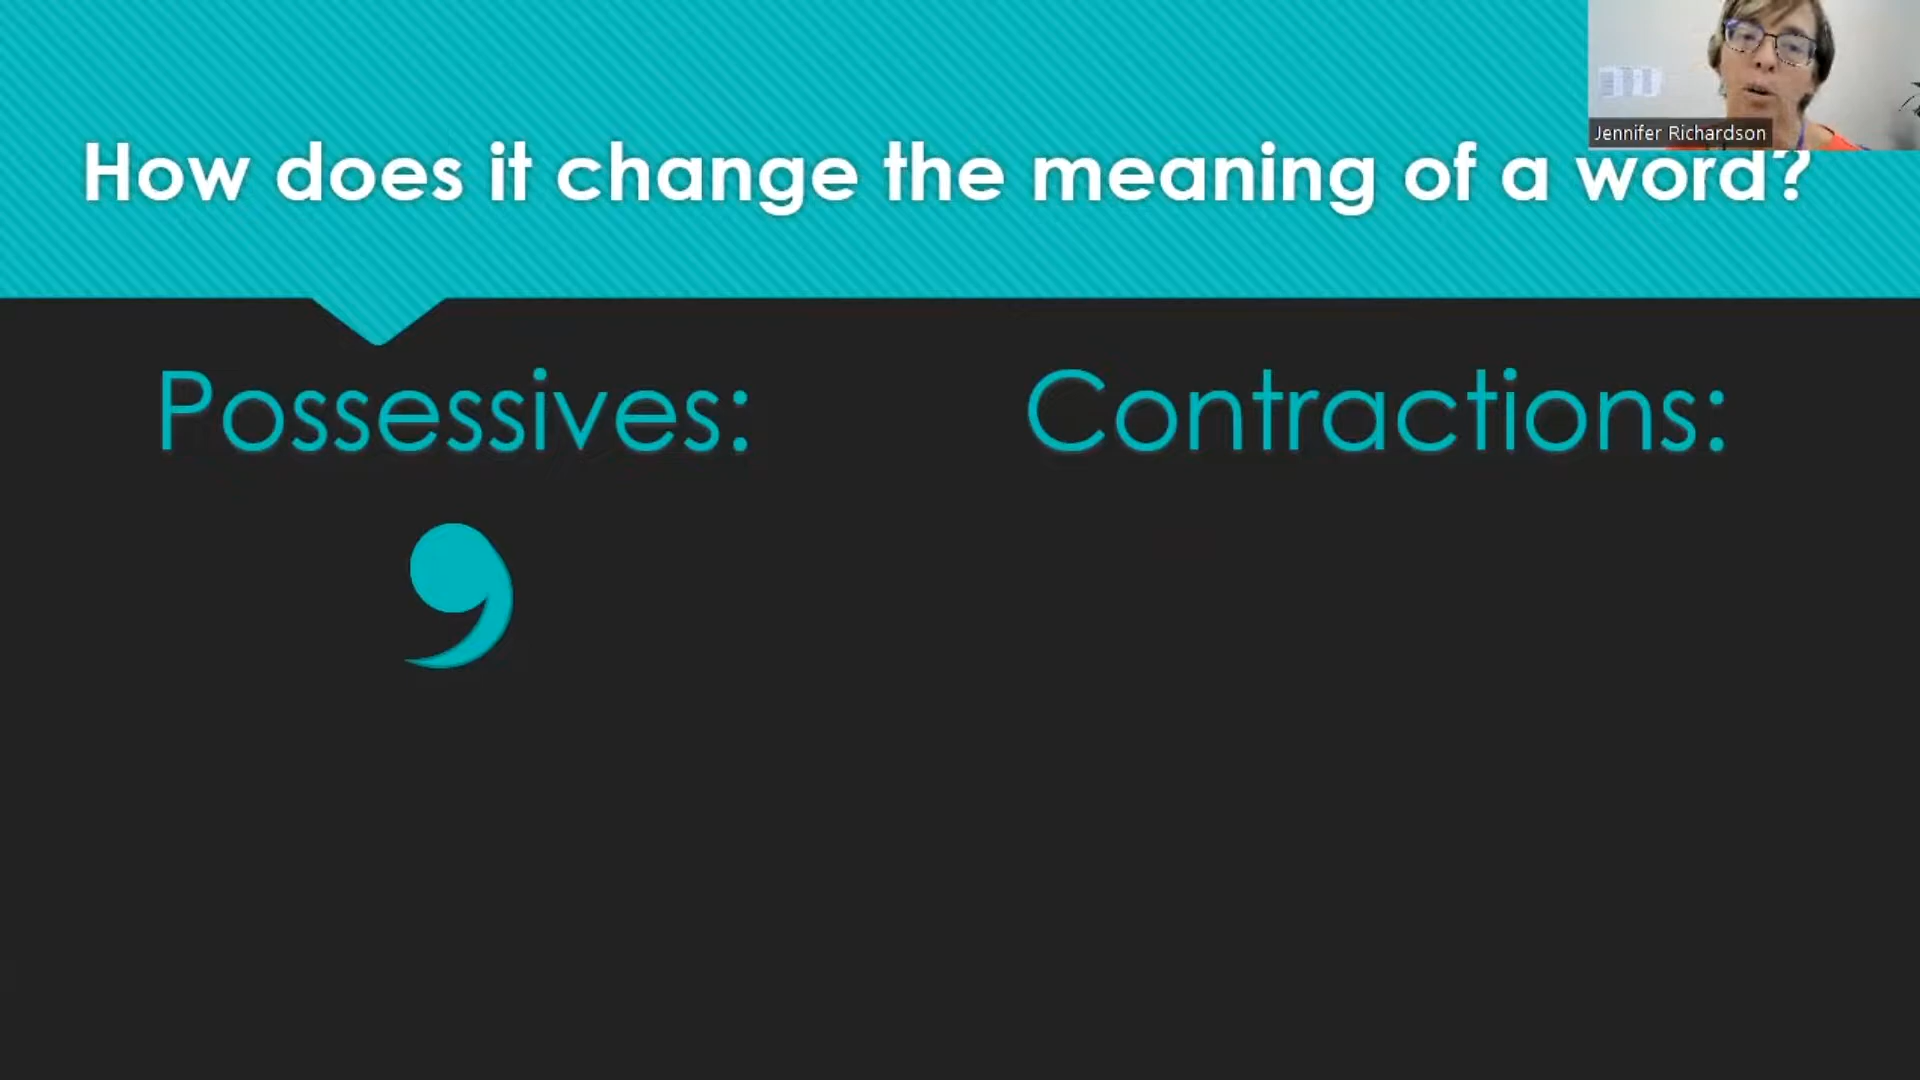 Jennifer Richardson
How does it change the meaning of a word?
Possessives:
Contractions:
’